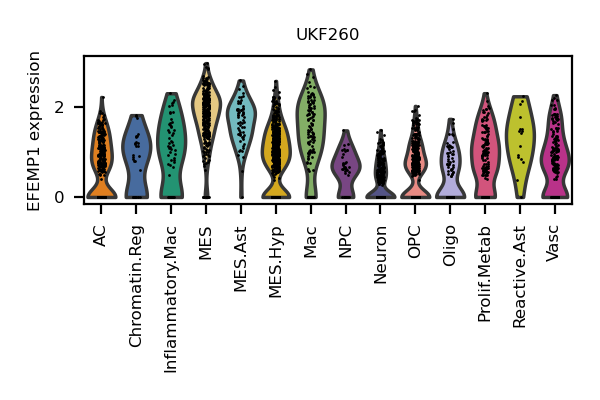 UKF260
EFEMP1 expression
2
0
AC
Chromatin.Reg
Inflammatory.Mac
MES
MES.Ast
MES.Hyp
Mac
NPC
Neuron
OPC
Oligo
Prolif.Metab
Reactive.Ast
Vasc